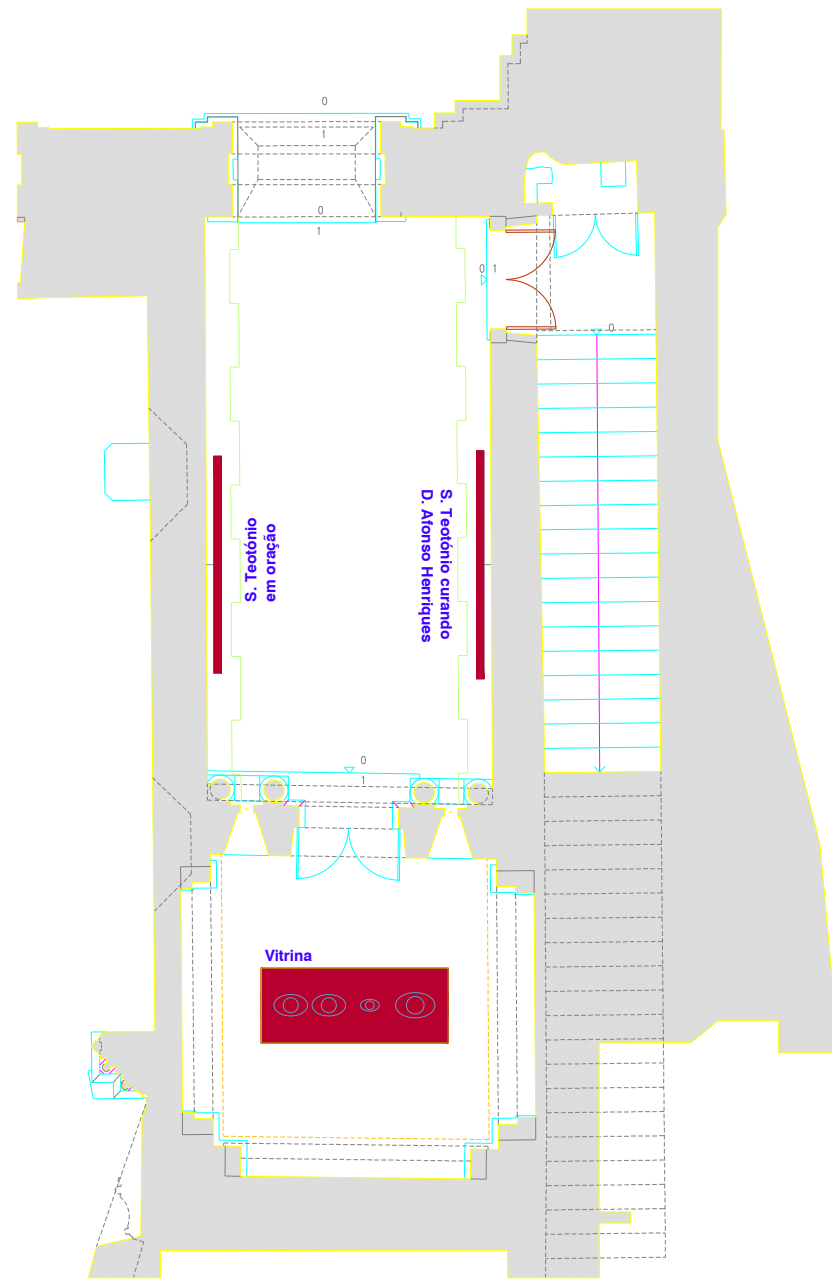 0
1
0
1
0 1
0
S. Teotónio
em oração
S. Teotónio curando
D. Afonso Henriques
0
1
Vitrina